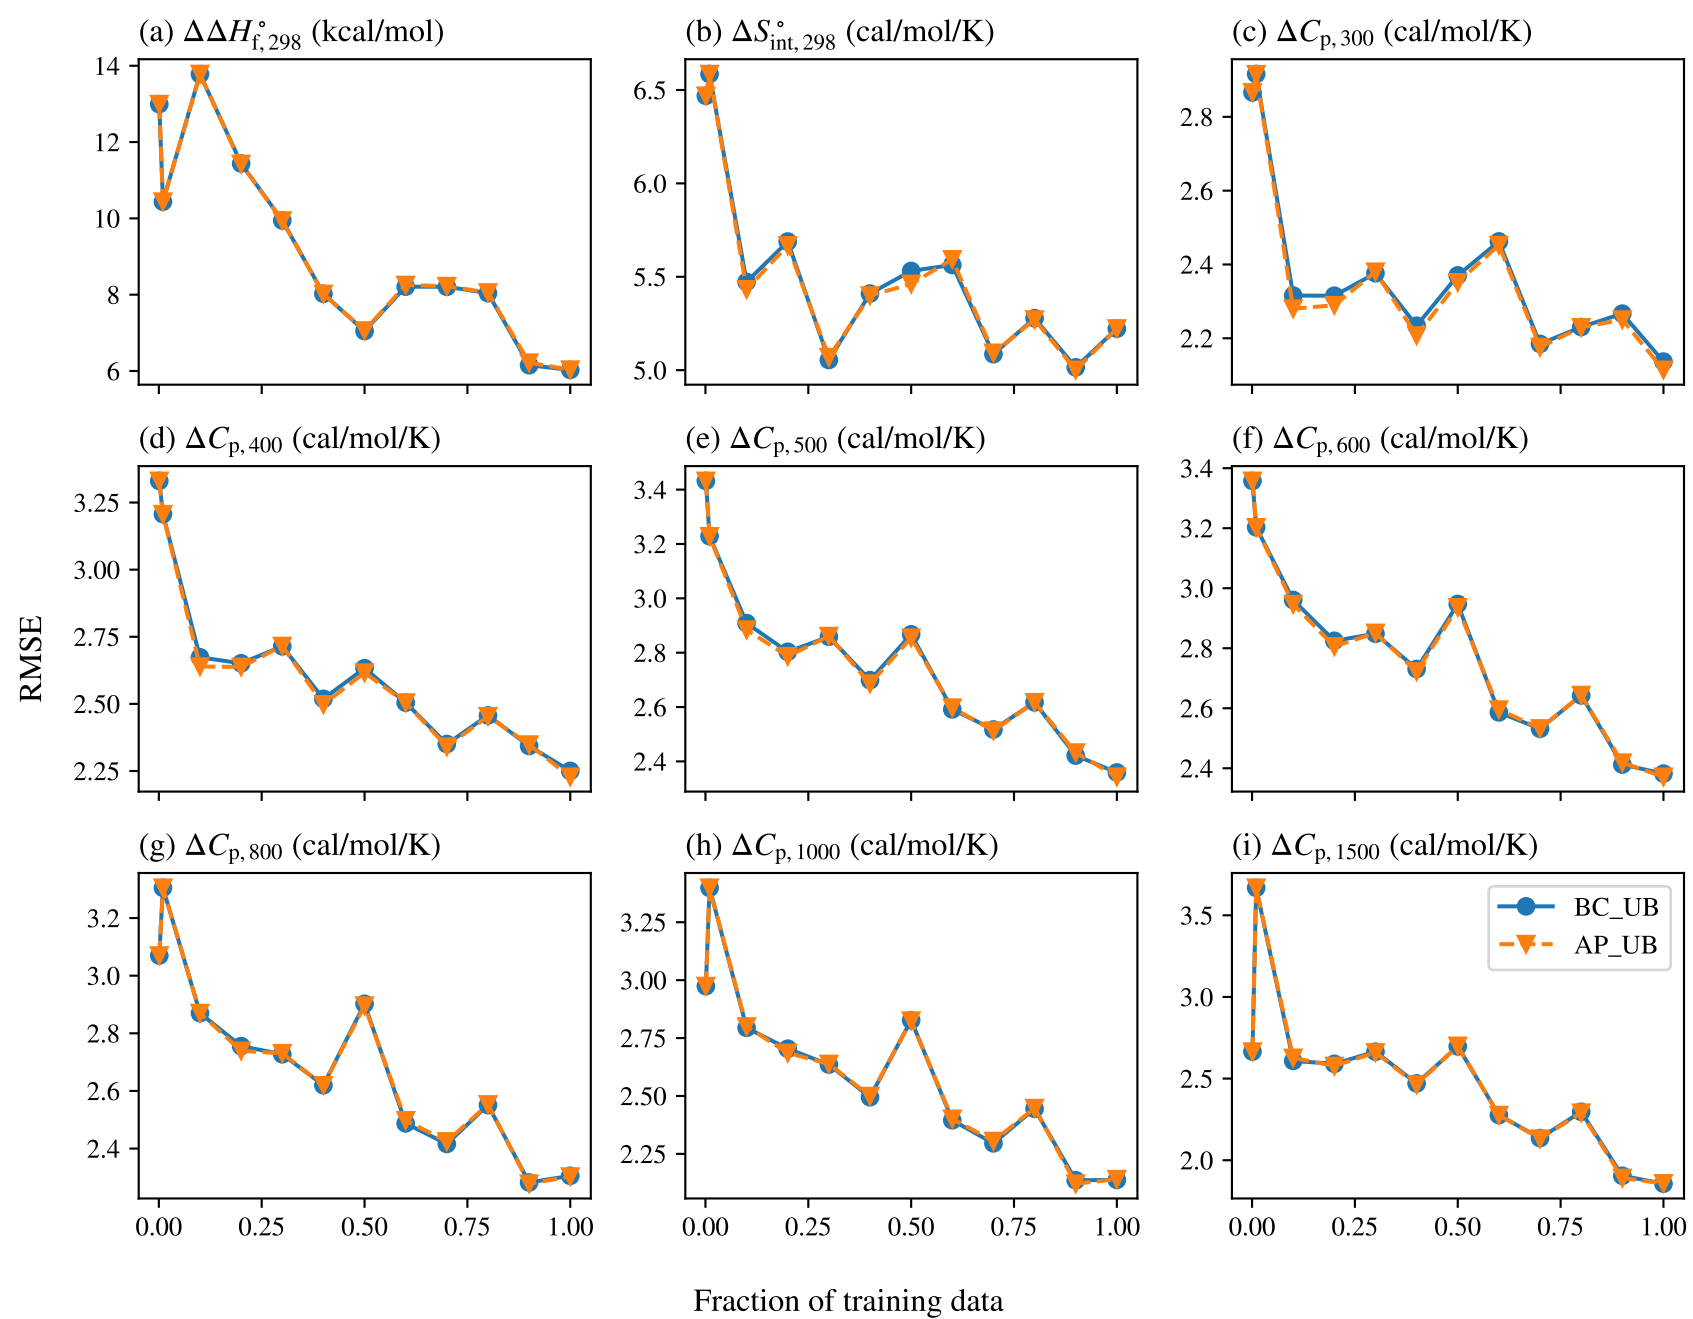 (a) ΔΔH°f, 298 (kcal/mol)
(b) ΔS°int, 298 (cal/mol/K)
(c) ΔCp, 300 (cal/mol/K)
14
12
10
8
6
6.5
6.0
5.5
5.0
2.8
2.6
2.4
2.2
(d) ΔCp, 400 (cal/mol/K)
(e) ΔCp, 500 (cal/mol/K)
(f) ΔCp, 600 (cal/mol/K)
3.25
3.00
2.75
2.50
2.25
3.4
3.2
3.0
2.8
2.6
2.4
3.4
3.2
3.0
2.8
2.6
2.4
RMSE
(g) ΔCp, 800 (cal/mol/K)
(h) ΔCp, 1000 (cal/mol/K)
(i) ΔCp, 1500 (cal/mol/K)
3.2
3.0
2.8
2.6
2.4
3.25
3.00
2.75
2.50
2.25
3.5
3.0
2.5
2.0
BC_UB
AP_UB
0.00 0.25 0.50 0.75 1.00
0.00 0.25 0.50 0.75 1.00
0.00 0.25 0.50 0.75 1.00
Fraction of training data